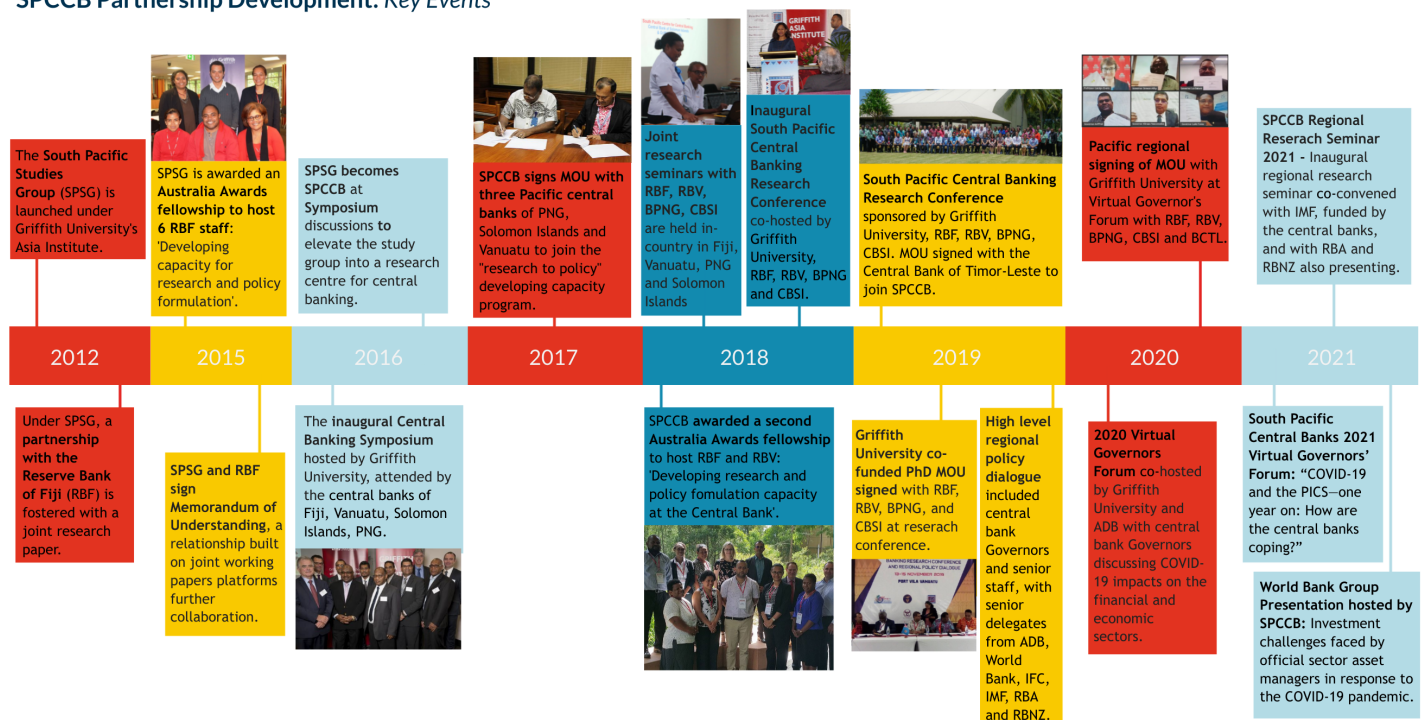 SPCCB Partnership Development: Key Events
The South Pacific
Studies
Group (SPSG) is
launched under
Griffith University's
Asia Institute.
SPSG is awarded an
Australia Awards
fellowship to host
6 RBF staff:
'Developing
capacity for
research and policy
formulation'.
SPSG becomes
SPCCB at
Symposium
discussions to
elevate the study
group into a research
centre for central
banking.
SPCCB signs MOU with
three Pacific central
banks of PNG,
Solomon Islands and
Vanuatu to join the
"research to policy"
developing capacity
program.
Joint
research
seminars with
RBF, RBV,
BPNG, CBSI
are held in-
country in Fiji,
Vanuatu, PNG
and Solomon
Islands
GRIFFITH
ASIA
INSTITUTE
Inaugural
South Pacific
Central
Banking
Research
Conference
co-hosted by
Griffith
University,
RBF, RBV, BPNG
and CBSI.
South Pacific Central Banking
Research Conference
sponsored by Griffith
University, RBF, RBV, BPNG,
CBSI. MOU signed with the
Central Bank of Timor-Leste to
join SPCCB.
Pacific regional
signing of MOU with
Griffith University at
Virtual Governor's
Forum with RBF, RBV,
BPNG, CBSI and BCTL.
SPCCB Regional
Reserach Seminar
2021 - Inaugural
regional research
seminar co-convened
with IMF, funded by
the central banks,
and with RBA and
RBNZ also presenting.
2012
2015
2016
2017
2018
2019
2020
2021
Under SPSG, a
partnership
with the
Reserve Bank
of Fiji (RBF) is
fostered with a
joint research
paper.
SPSG and RBF
sign
Memorandum of
Understanding, a
relationship built
on joint working
papers platforms
further
collaboration.
The inaugural Central
Banking Symposium
hosted by Griffith
University, attended by
the central banks of
Fiji, Vanuatu, Solomon
Islands, PNG.
SPCCB awarded a second
Australia Awards fellowship
to host RBF and RBV:
'Developing research and
policy fomulation capacity
at the Central Bank'.
Griffith
University co-
funded PhD MOU
signed with RBF,
RBV, BPNG, and
CBSI at reserach
conference.
BANKING RESEARCH CONFERENCE
AND REGIONAL POLICY DIALOGUE
NOVEMBER
PORT VILA VANUATU
High level
regional
policy
dialogue
included
central
bank
Governors
and senior
staff, with
senior
delegates
from ADB,
World
Bank, IFC,
IMF, RBA
and RBNZ.
2020 Virtual
Governors
Forum co-hosted
by Griffith
University and
ADB with central
bank Governors
discussing COVID-
19 impacts on the
financial and
economic
sectors.
South Pacific
Central Banks 2021
Virtual Governors'
Forum: “COVID-19
and the PICS—one
year on: How are
the central banks
coping?”
World Bank Group
Presentation hosted by
SPCCB: Investment
challenges faced by
official sector asset
managers in response to
the COVID-19 pandemic.